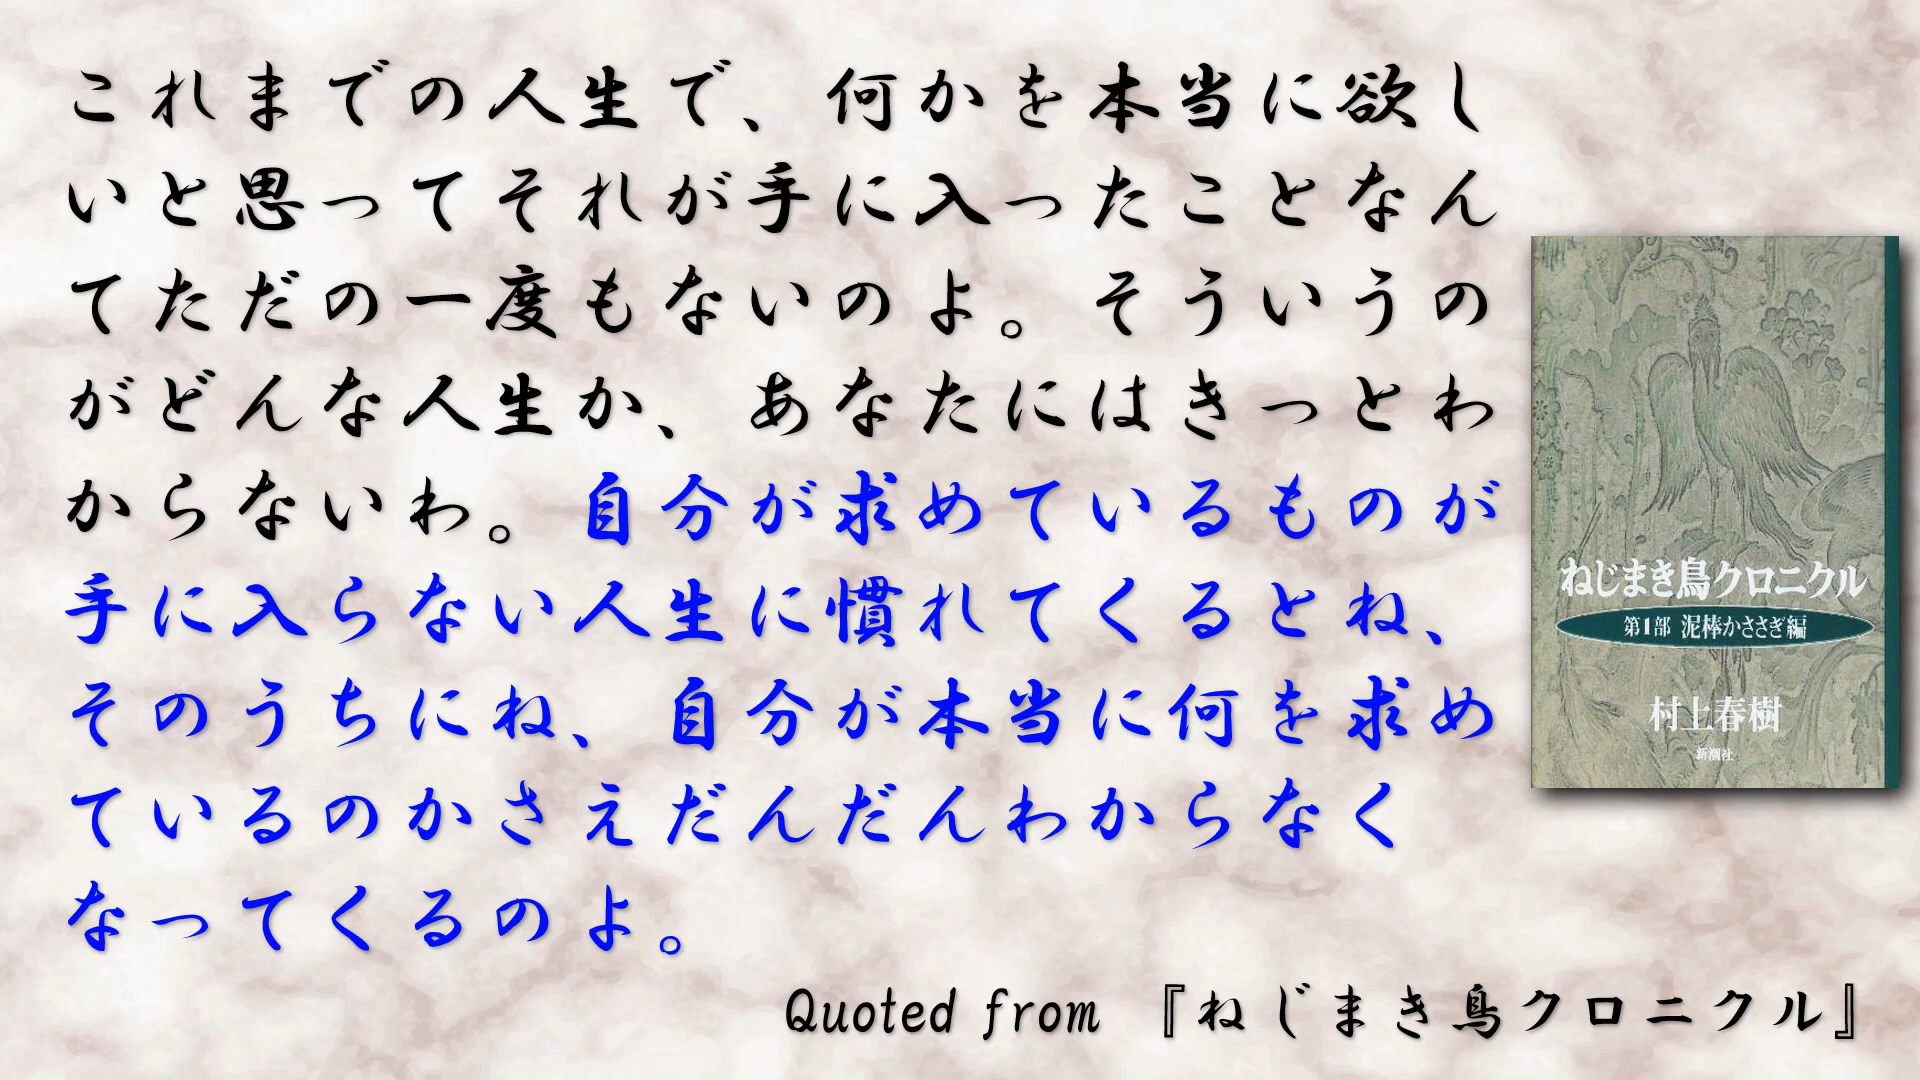 これまでの人生で、何かを本当に欲し
いと思ってそれが手に入ったことなん
てただの一度もないのよ。そういうの
がどんな人生か、あなたにはきっとわ
からないわ。自分が求めているものが
手に入らない人生に慣れてくるとね、
そのうちにね、自分が本当に何を求め
ているのかさえだんだんわからなく
なってくるのよ。
ねじまき鳥クロニクル
第1部 泥棒かささぎ編
村上春樹
新潮社
Quoted from 『ねじまき鳥クロニクル』